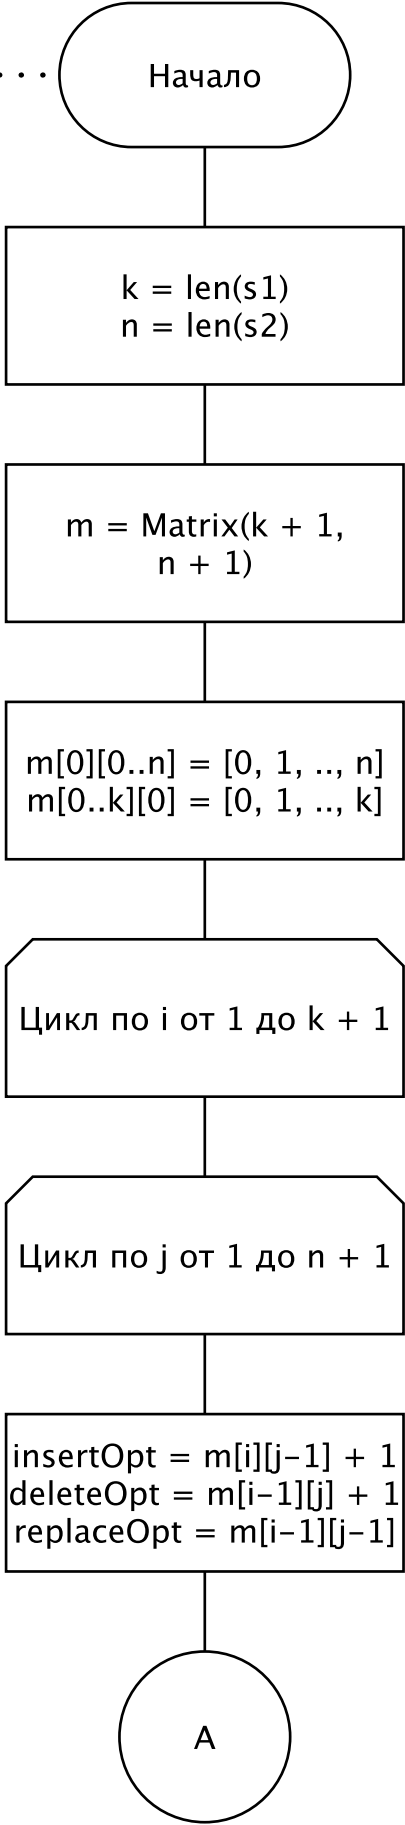 Начало
k = len(s1)
n = len(s2)
m = Matrix(k + 1,
n + 1)
m[0][0..n] = [0, 1, .., n]
m[0..k][0] = [0, 1, .., k]
Цикл по i от 1 до k + 1
Цикл по j от 1 до n + 1
insertOpt = m[i][j-1] + 1
deleteOpt = m[i-1][j] + 1
replaceOpt = m[i-1][j-1]
A